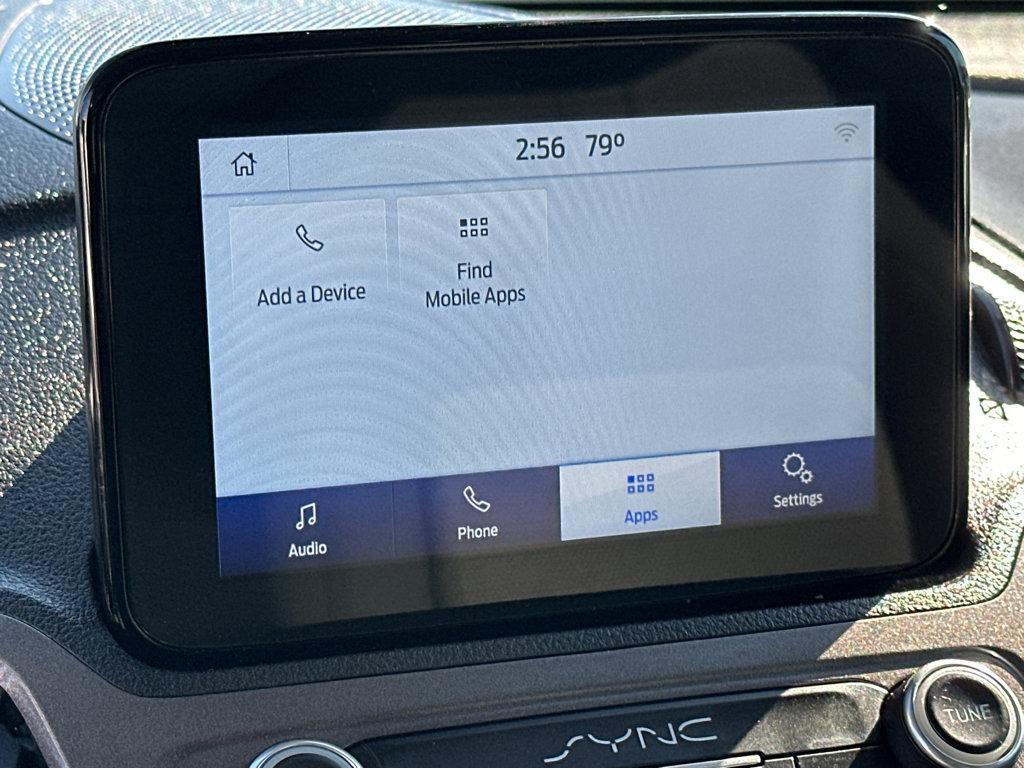 2:56 79°
Add a Device
Find
Mobile Apps
Audio
Phone
Apps
Settings
SYNC
TUNE